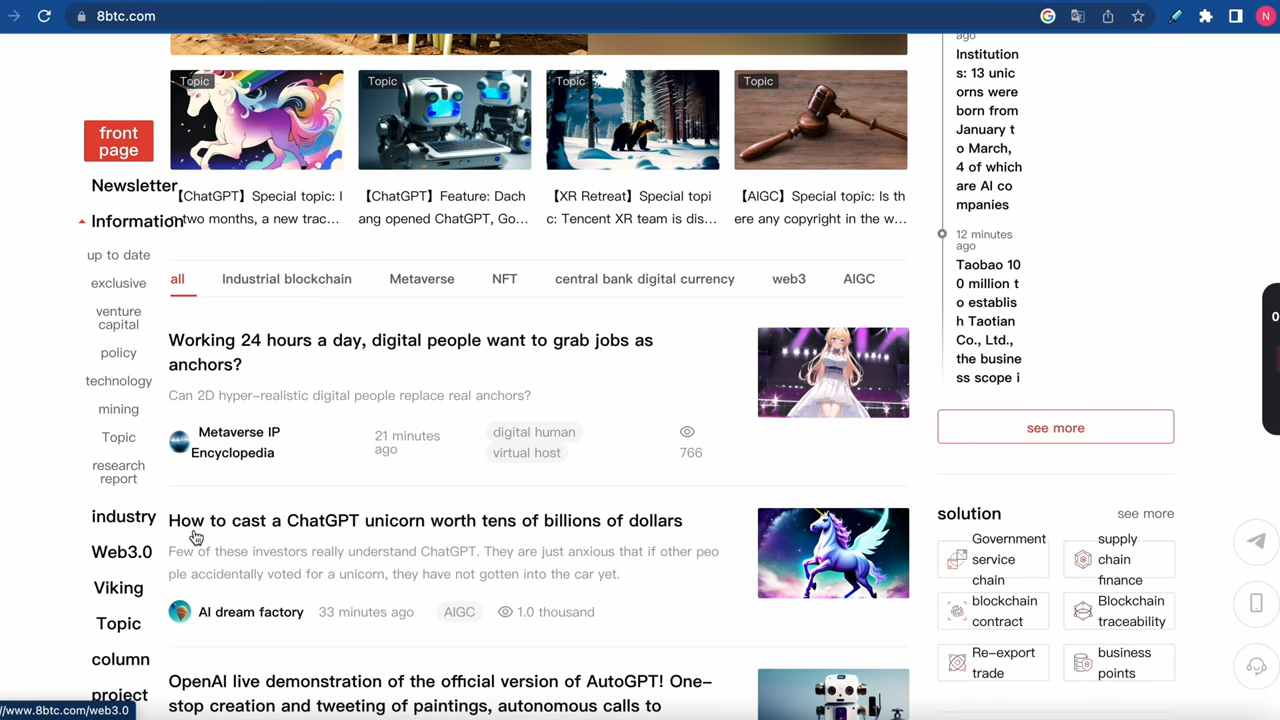 8btc.com
N
front
page
Newsletter
Information
up to date
exclusive
venture
capital
policy
technology
mining
Topic
research
report
industry
Web3.0
Viking
Topic
column
project
Topic
【ChatGPT】Special topic: I
n two months, a new trac...
Topic
【ChatGPT】Feature: Dach
ang opened ChatGPT, Go...
Topic
【XR Retreat】Special topi
c: Tencent XR team is dis...
Topic
【AIGC】Special topic: Is th
ere any copyright in the w...
all
Industrial blockchain
Metaverse
NFT
central bank digital currency
web3
AIGC
Working 24 hours a day, digital people want to grab jobs as
anchors?
Can 2D hyper-realistic digital people replace real anchors?
Metaverse IP
Encyclopedia
21 minutes
ago
digital human
virtual host
766
How to cast a ChatGPT unicorn worth tens of billions of dollars
Few of these investors really understand ChatGPT. They are just anxious that if other peo
ple accidentally voted for a unicorn, they have not gotten into the car yet.
AI dream factory
33 minutes ago
AIGC
1.0 thousand
OpenAI live demonstration of the official version of AutoGPT! One-
stop creation and tweeting of paintings, autonomous calls to
ago
Institution
s: 13 unic
orns were
born from
January t
o March,
4 of which
are AI co
mpanies
12 minutes
ago
Taobao 10
0 million t
o establis
h Taotian
Co., Ltd.,
the busine
ss scope i
see more
solution
see more
Government
service
chain
supply
chain
finance
blockchain
contract
Blockchain
traceability
Re-export
trade
business
points
//www.8btc.com/web3.0